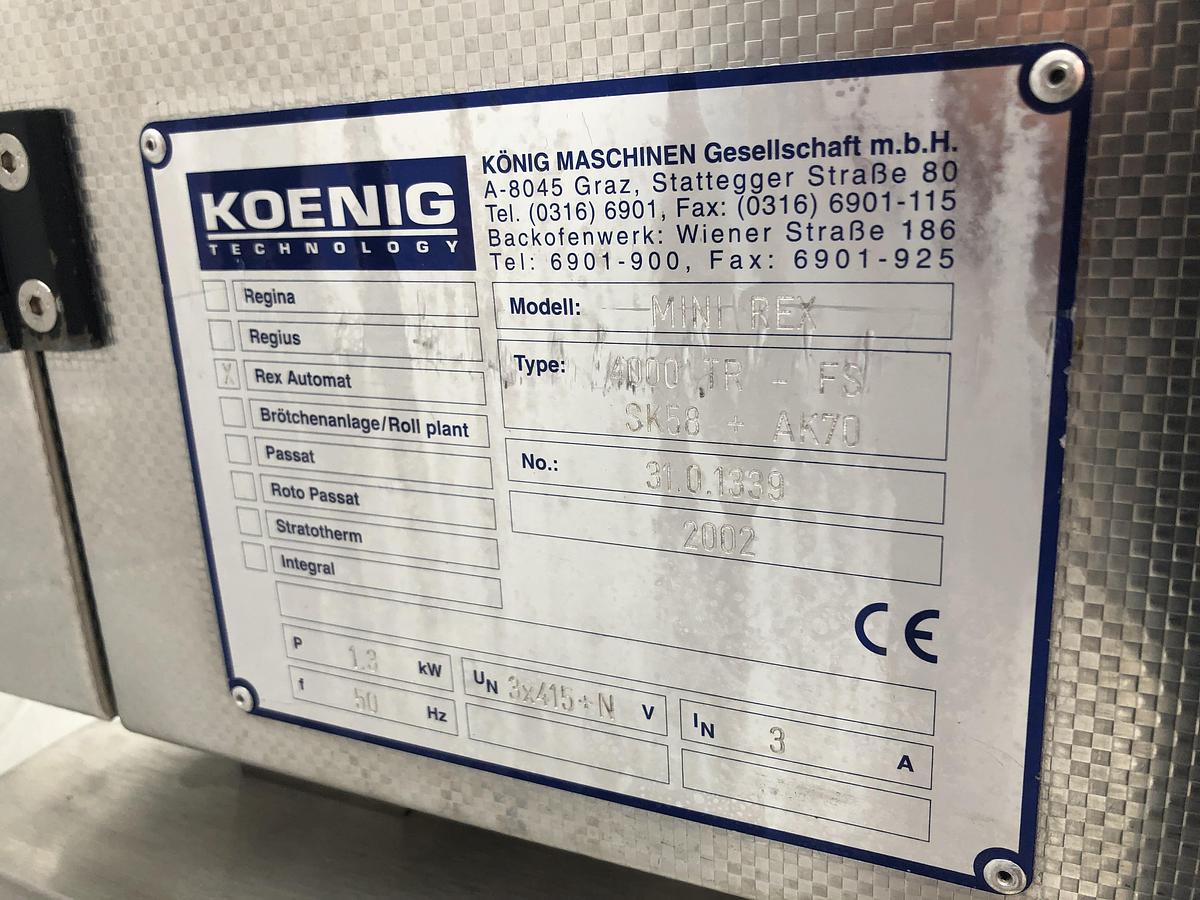 KOENIG
TECHNOLOGY
KÖNIG MASCHINEN Gesellschaft m.b.H.
A-8045 Graz, Stattegger Straße 80
Tel. (0316) 6901, Fax: (0316) 6901-115
Backofenwerk: Wiener Straße 186
Tel: 6901-900, Fax: 6901-925
Regina
Regius
X Rex Automat
Brötchenanlage/Roll plant
Passat
Roto Passat
Stratotherm
Integral
Modell: MINI REX
Type: 4000 TR - FS
SK58 + AK70
No.: 31.0.1339
2002
CE
P 1.3 kW
f 50 Hz
UN 3x415+N V
IN 3 A